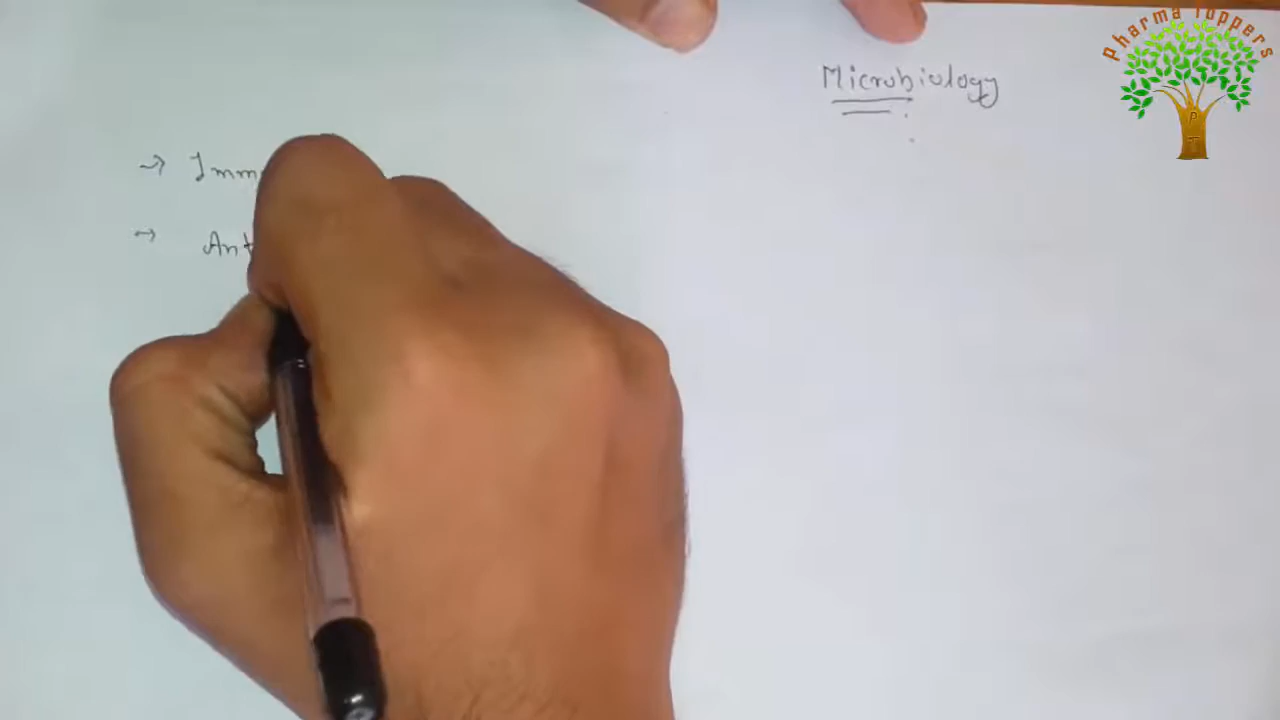 Pharma Toppers
Microbiology
P
T
→ Imm
→ Ant